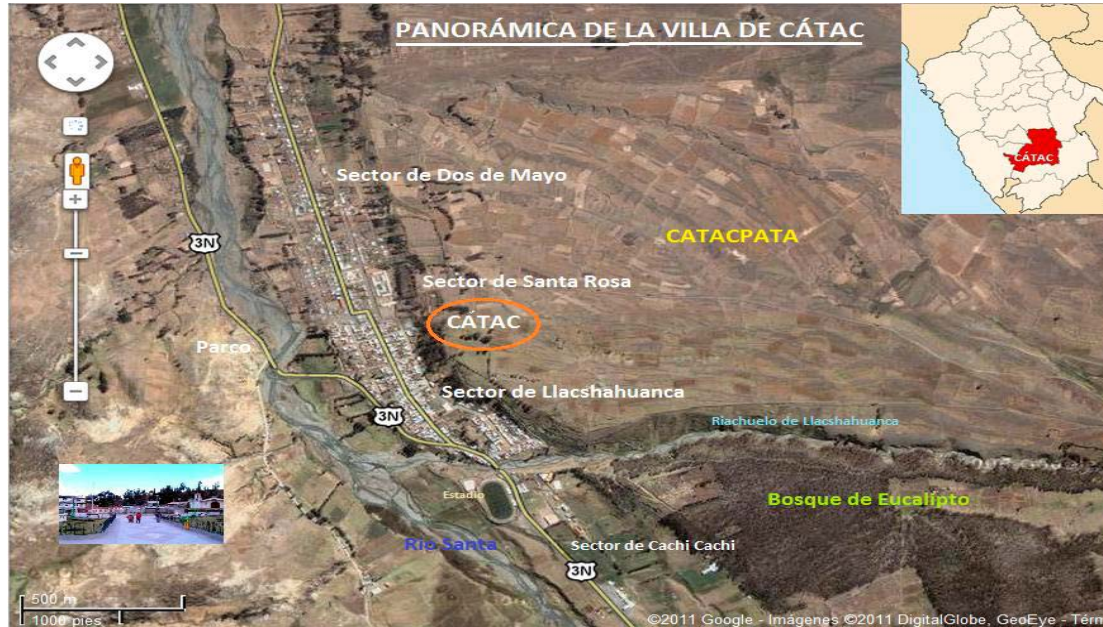 PANORÁMICA DE LA VILLA DE CÁTAC
CÁTAC
Sector de Dos de Mayo
CATACPATA
3N
Sector de Santa Rosa
CÁTAC
Parco
Sector de Llacshahuanca
3N
Riachuelo de Llacshahuanca
Estadio
Bosque de Eucalipto
Río Santa
Sector de Cachi Cachi
3N
500 m
1000 pies
©2011 Google - Imágenes ©2011 DigitalGlobe, GeoEye - Térm